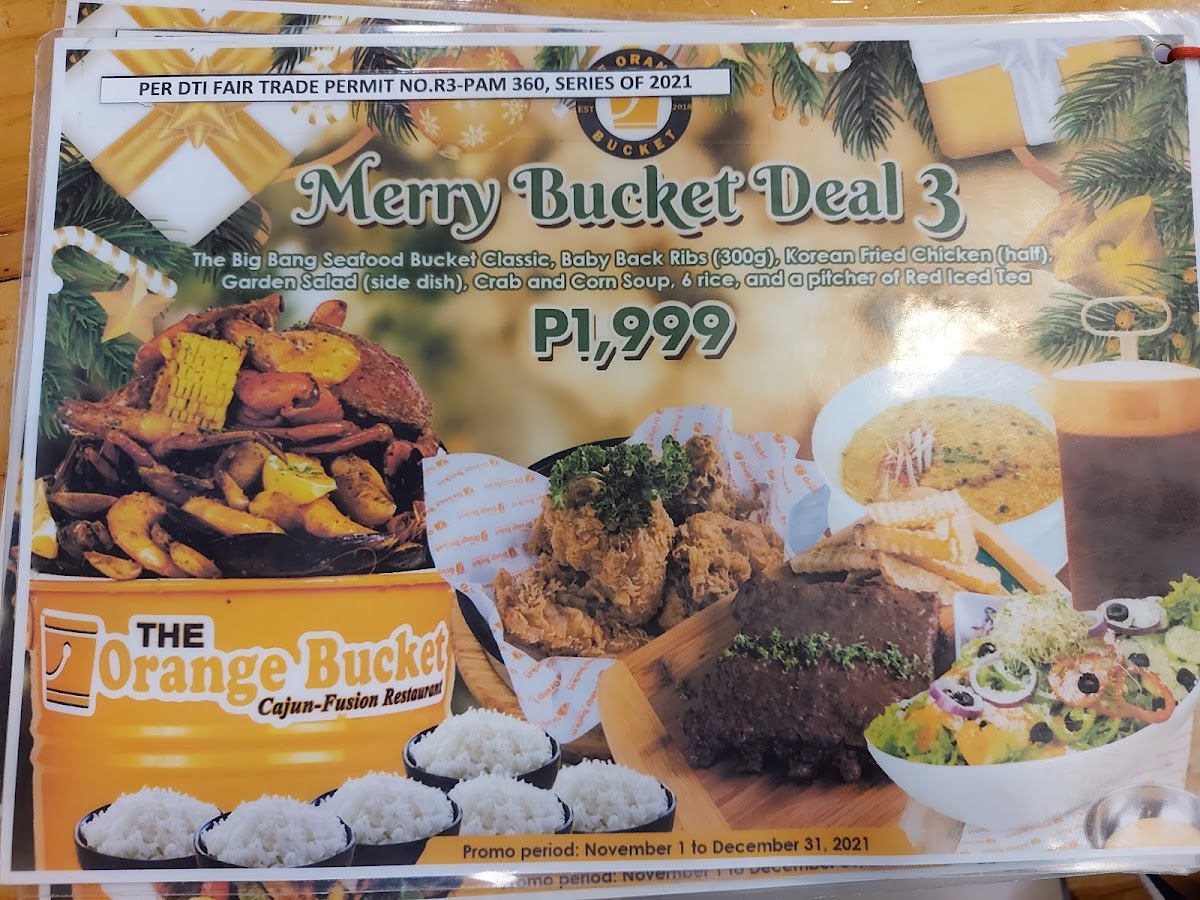 PER DTI FAIR TRADE PERMIT NO.R3-PAM 360, SERIES OF 2021
EST 2016
BUCKET
Merry Bucket Deal 3
The Big Bang Seafood Bucket Classic, Baby Back Ribs (300g), Korean Fried Chicken (half),
Garden Salad (side dish), Crab and Corn Soup, 6 rice, and a pitcher of Red Iced Tea
P1,999
THE
Orange Bucket
Cajun-Fusion Restaurant
Promo period: November 1 to December 31, 2021